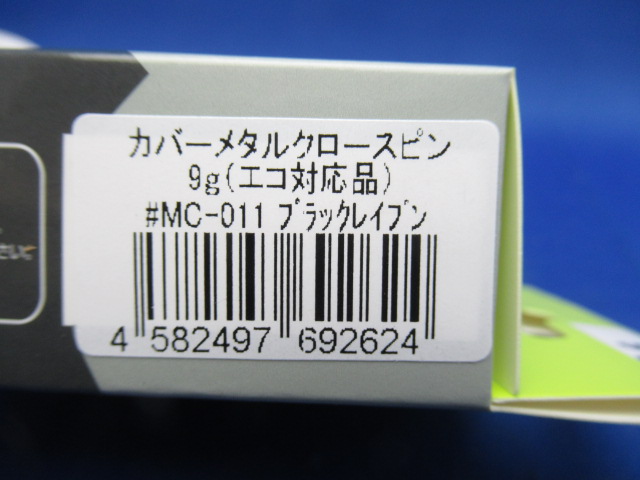 カバーメタルクロースピン
9g(エコ対応品)
#MC-011 ﾌﾞﾗｯｸﾚｲﾌﾞﾝ
4 582497 692624